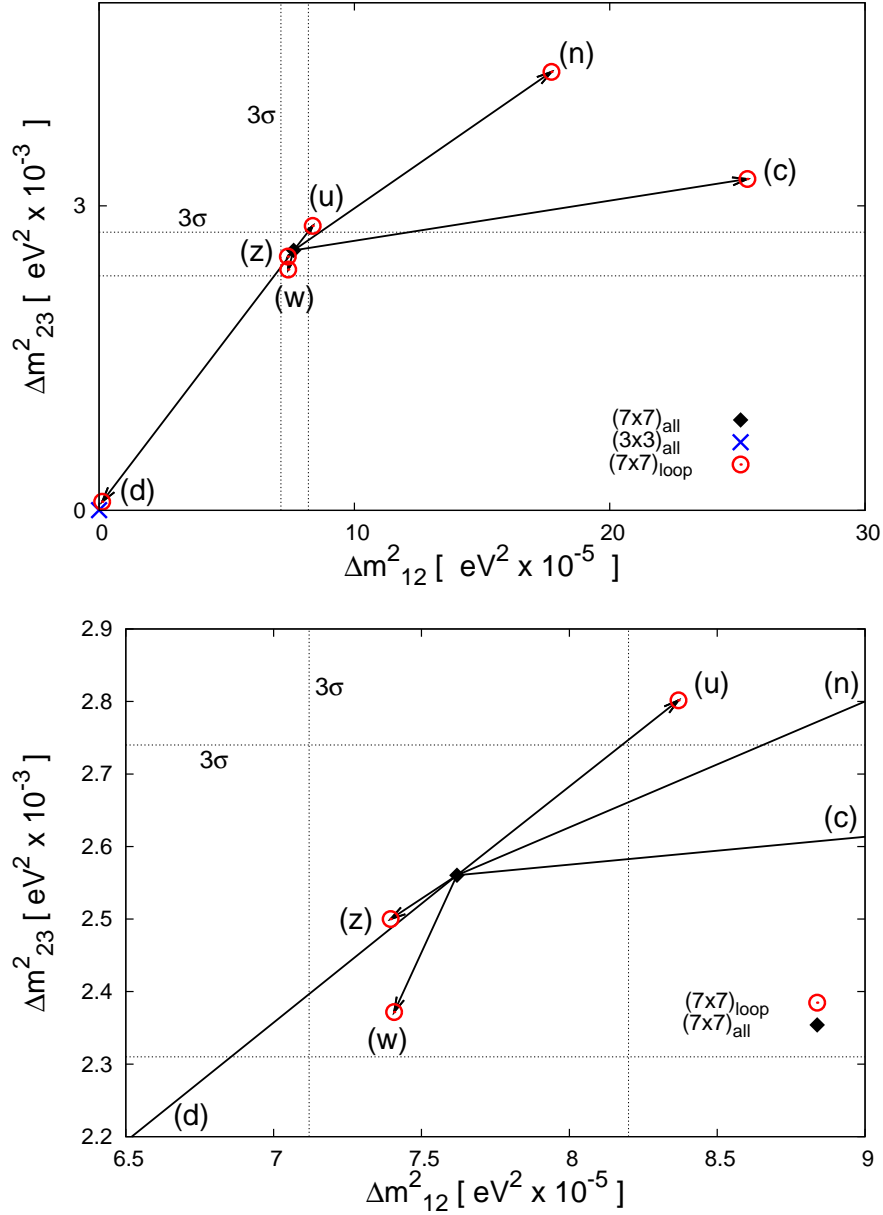 (n)
3σ
(c)
(u)
3
3σ
(z)
(w)
Δm²₂₃ [ eV² x 10⁻³ ]
(7x7)all
(3x3)all
(7x7)loop
(d)
0
0 10 20 30
Δm²₁₂ [ eV² x 10⁻⁵ ]
2.9
(u) (n)
3σ
2.8
3σ
2.7
(c)
2.6
2.5
(z)
Δm²₂₃ [ eV² x 10⁻³ ]
2.4
(7x7)loop
(7x7)all
(w)
2.3
(d)
2.2
6.5 7 7.5 8 8.5 9
Δm²₁₂ [ eV² x 10⁻⁵ ]